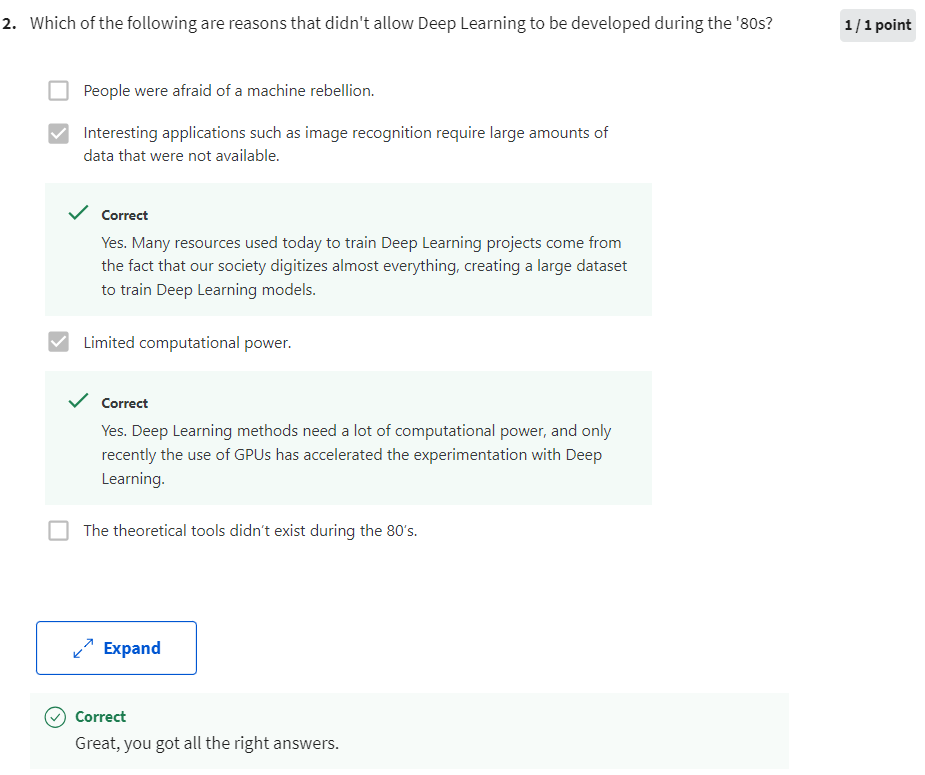 2. Which of the following are reasons that didn't allow Deep Learning to be developed during the '80s?
1 / 1 point
People were afraid of a machine rebellion.
Interesting applications such as image recognition require large amounts of
data that were not available.
Correct
Yes. Many resources used today to train Deep Learning projects come from
the fact that our society digitizes almost everything, creating a large dataset
to train Deep Learning models.
Limited computational power.
Correct
Yes. Deep Learning methods need a lot of computational power, and only
recently the use of GPUs has accelerated the experimentation with Deep
Learning.
The theoretical tools didn't exist during the 80's.
Expand
Correct
Great, you got all the right answers.